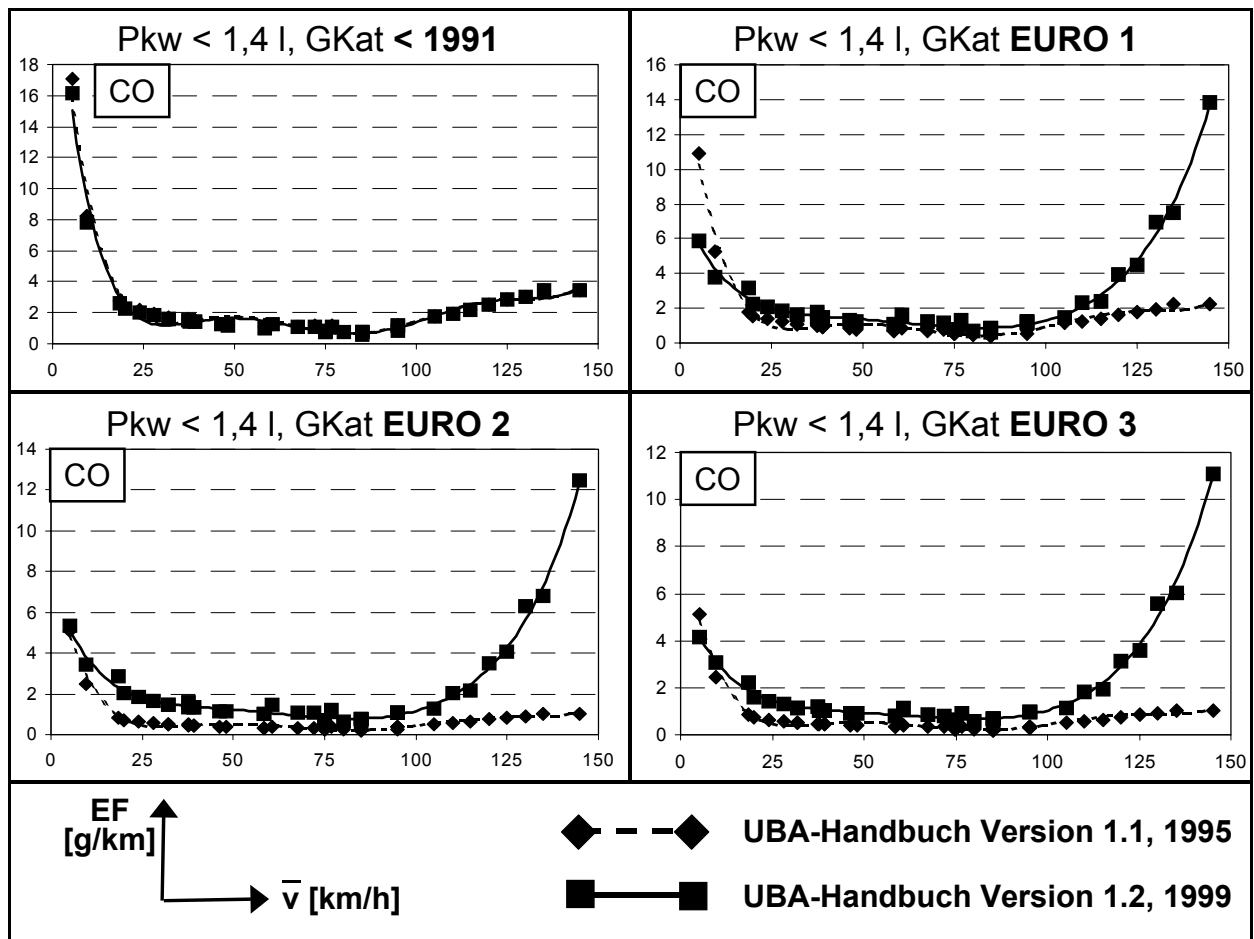 Pkw < 1,4 l, GKat < 1991
CO
18
16
14
12
10
8
6
4
2
0
0 25 50 75 100 125 150
Pkw < 1,4 l, GKat EURO 1
CO
16
14
12
10
8
6
4
2
0
0 25 50 75 100 125 150
Pkw < 1,4 l, GKat EURO 2
CO
14
12
10
8
6
4
2
0
0 25 50 75 100 125 150
Pkw < 1,4 l, GKat EURO 3
CO
12
10
8
6
4
2
0
0 25 50 75 100 125 150
EF
[g/km]
v̅ [km/h]
UBA-Handbuch Version 1.1, 1995
UBA-Handbuch Version 1.2, 1999